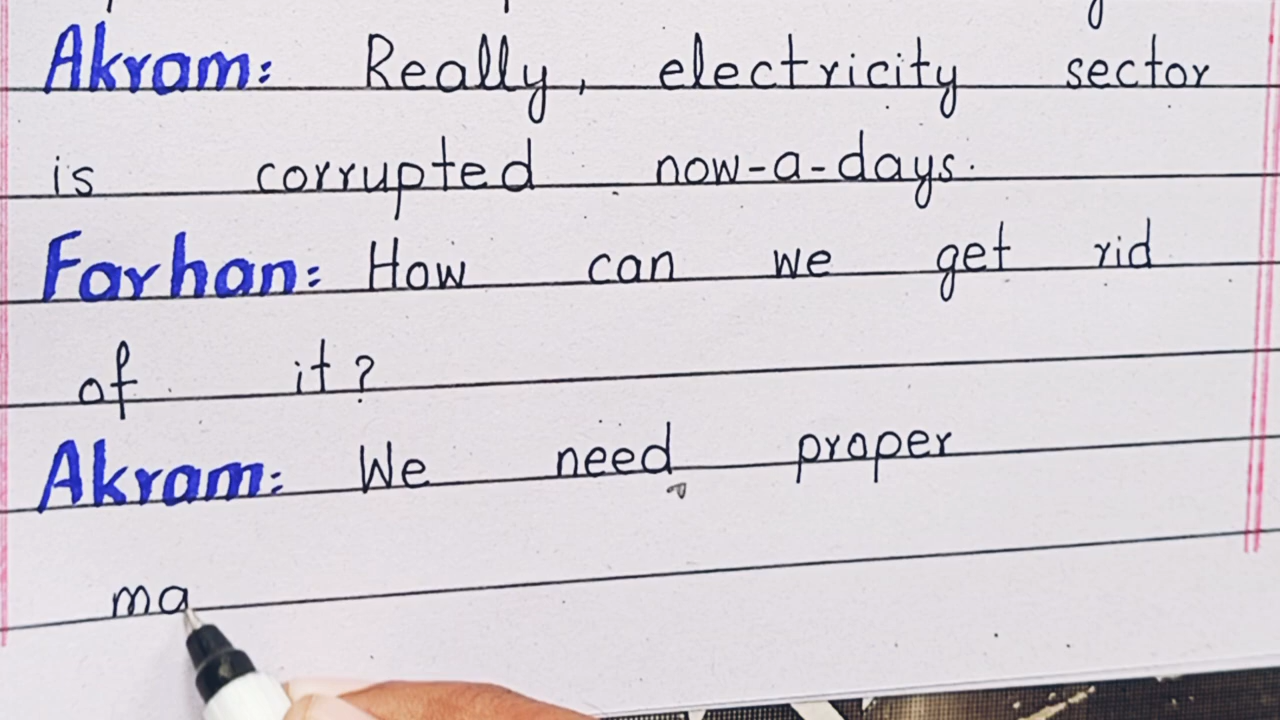 Akram: Really, electricity sector
is corrupted now-a-days.
Farhan: How can we get rid
of it?
Akram: We need proper
ma